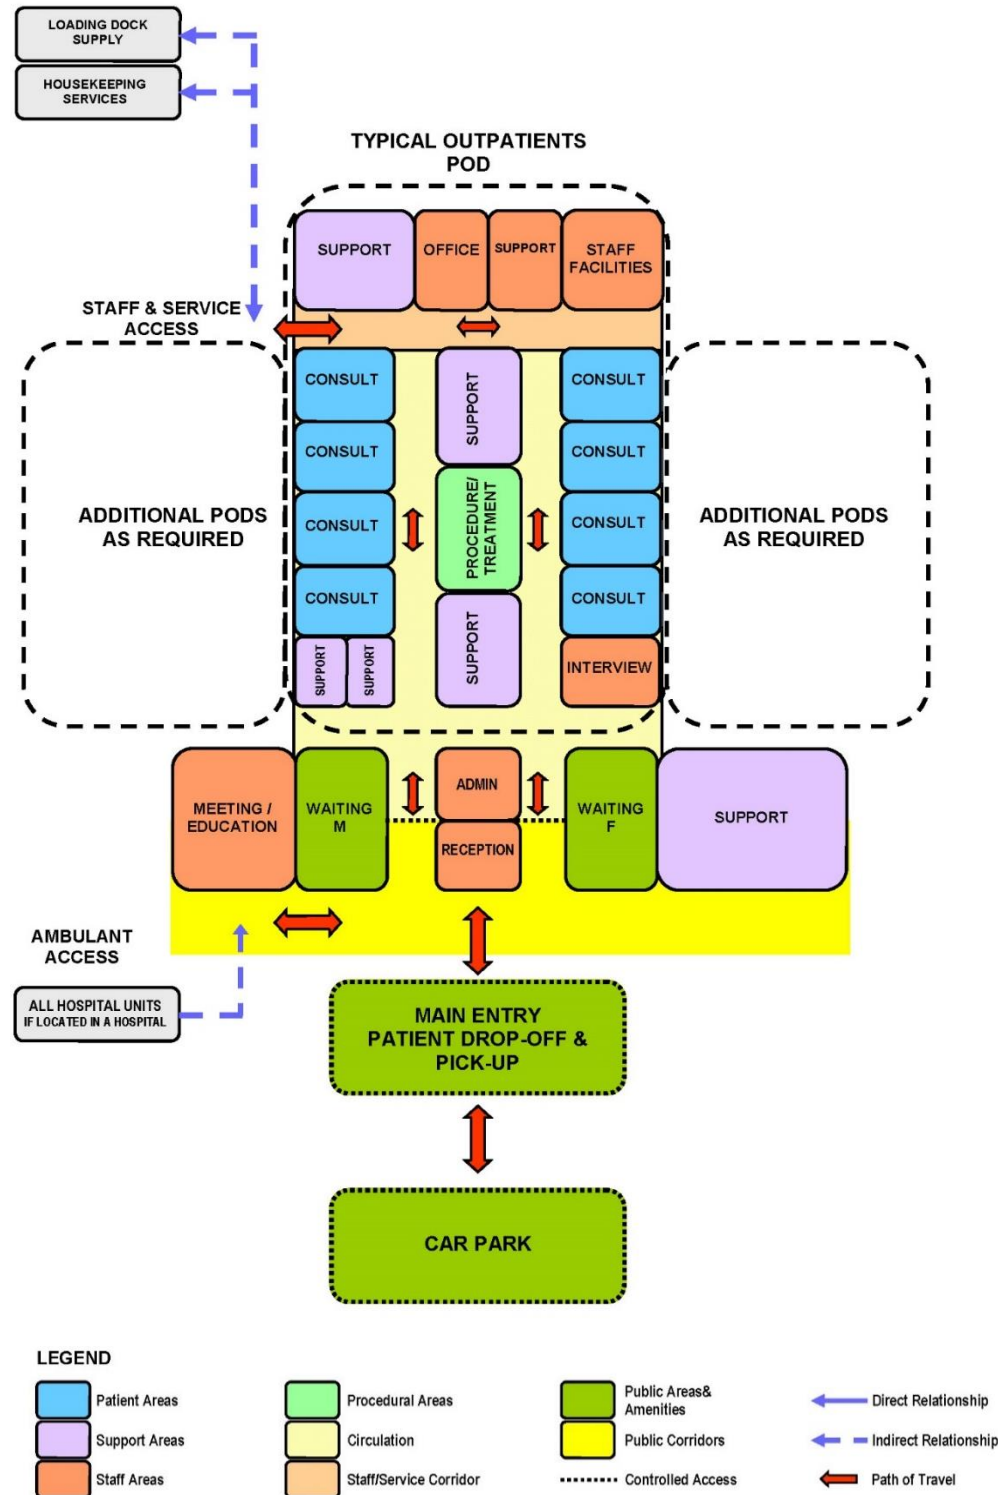 LOADING DOCK
SUPPLY
HOUSEKEEPING
SERVICES
TYPICAL OUTPATIENTS
POD
SUPPORT
OFFICE
SUPPORT
STAFF
FACILITIES
STAFF & SERVICE
ACCESS
CONSULT
SUPPORT
CONSULT
CONSULT
CONSULT
ADDITIONAL PODS
AS REQUIRED
CONSULT
PROCEDURE/
TREATMENT
CONSULT
ADDITIONAL PODS
AS REQUIRED
CONSULT
CONSULT
SUPPORT
SUPPORT
SUPPORT
INTERVIEW
MEETING /
EDUCATION
WAITING
M
ADMIN
RECEPTION
WAITING
F
SUPPORT
AMBULANT
ACCESS
ALL HOSPITAL UNITS
IF LOCATED IN A HOSPITAL
MAIN ENTRY
PATIENT DROP-OFF &
PICK-UP
CAR PARK
LEGEND
Patient Areas
Support Areas
Staff Areas
Procedural Areas
Circulation
Staff/Service Corridor
Public Areas&
Amenities
Public Corridors
Controlled Access
Direct Relationship
Indirect Relationship
Path of Travel